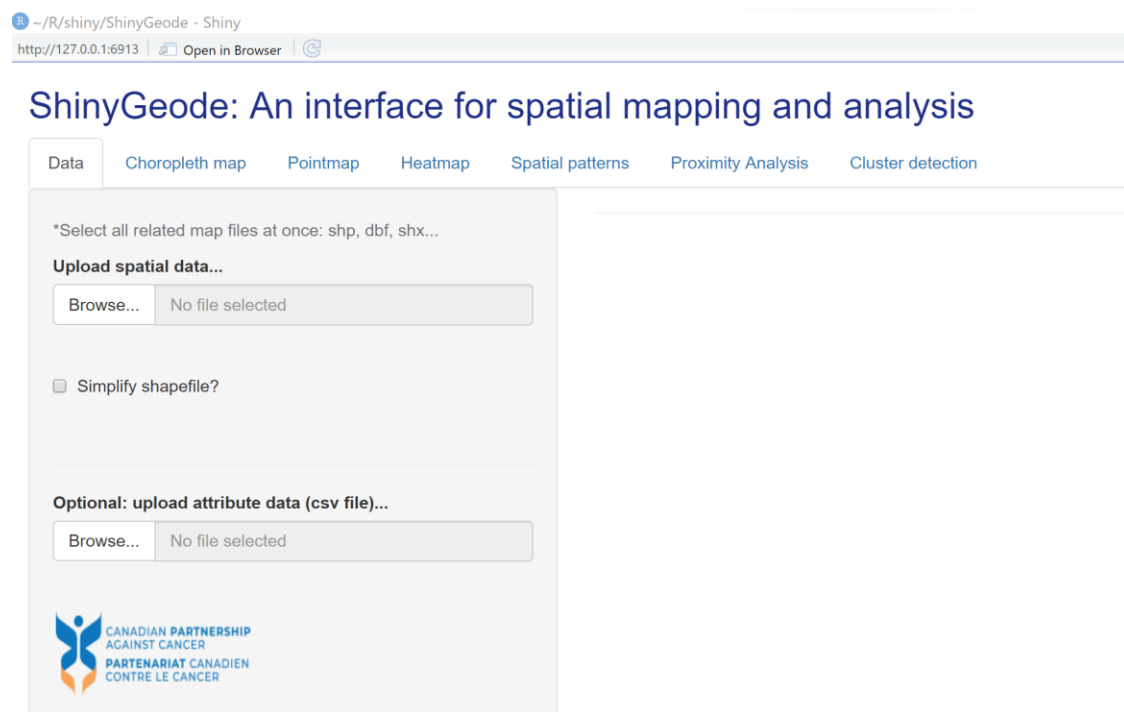 R ~/R/shiny/ShinyGeode - Shiny
http://127.0.0.1:6913 Open in Browser
ShinyGeode: An interface for spatial mapping and analysis
Data Choropleth map Pointmap Heatmap Spatial patterns Proximity Analysis Cluster detection
*Select all related map files at once: shp, dbf, shx...
Upload spatial data...
Browse... No file selected
Simplify shapefile?
Optional: upload attribute data (csv file)...
Browse... No file selected
CANADIAN PARTNERSHIP
AGAINST CANCER
PARTENARIAT CANADIEN
CONTRE LE CANCER